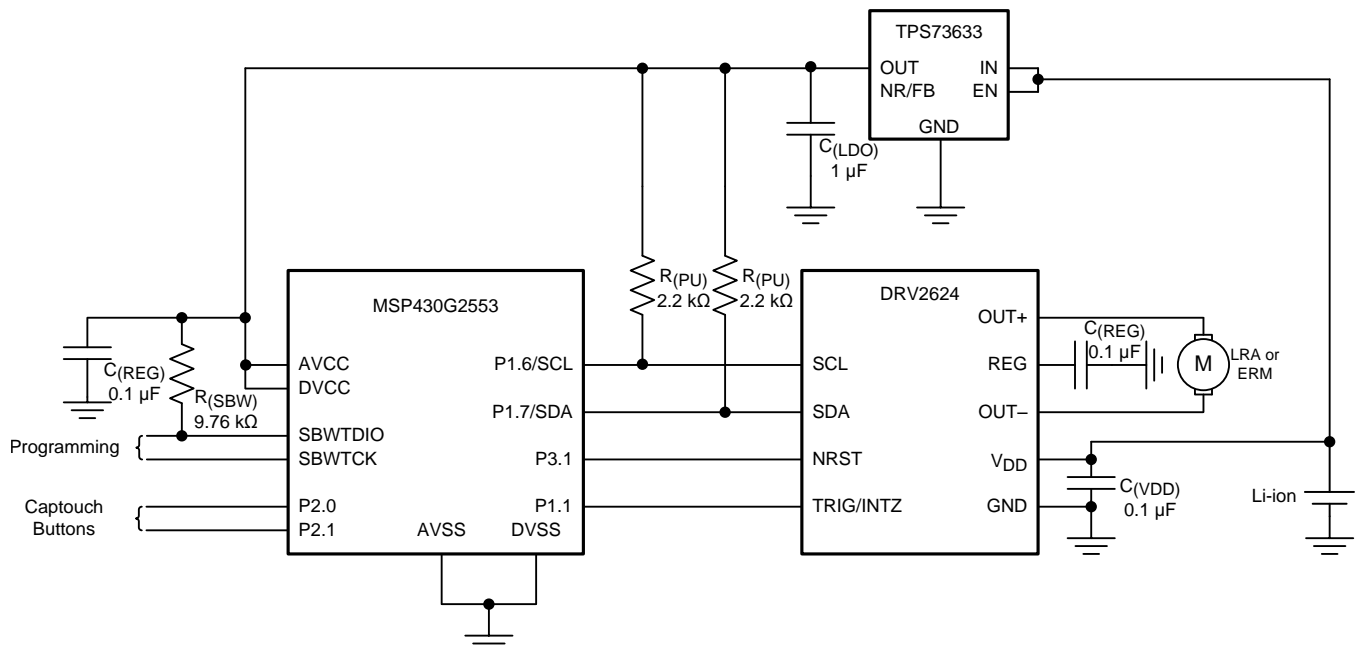 TPS73633
OUT
IN
NR/FB
EN
GND
C(LDO)
1 µF
R(PU)
2.2 kΩ
R(PU)
2.2 kΩ
MSP430G2553
AVCC
DVCC
SBWTDIO
SBWTCK
P2.0
P2.1
AVSS
DVSS
P1.6/SCL
P1.7/SDA
P3.1
P1.1
C(REG)
0.1 µF
R(SBW)
9.76 kΩ
Programming
Captouch
Buttons
DRV2624
SCL
SDA
NRST
TRIG/INTZ
OUT+
REG
OUT–
VDD
GND
C(REG)
0.1 µF
M
LRA or
ERM
C(VDD)
0.1 µF
Li-ion